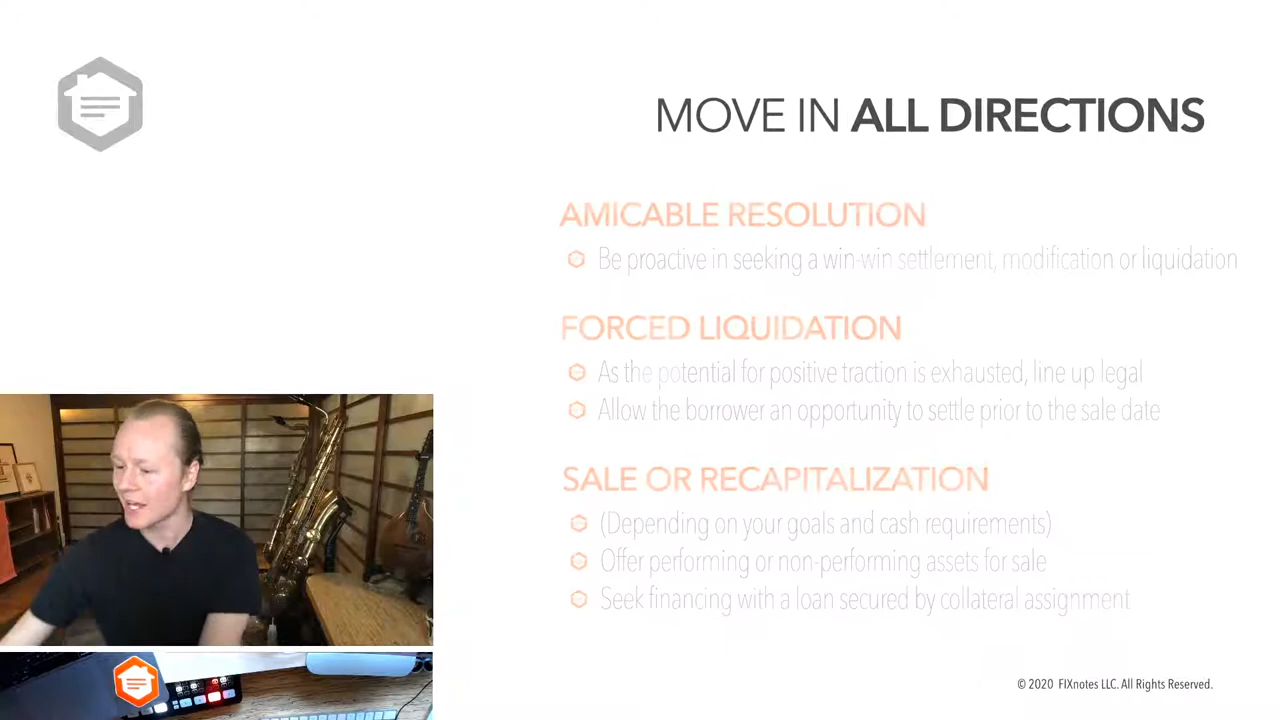 MOVE IN ALL DIRECTIONS
AMICABLE RESOLUTION
Be proactive in seeking a win-win settlement, modification or liquidation
FORCED LIQUIDATION
As the potential for positive traction is exhausted, line up legal
Allow the borrower an opportunity to settle prior to the sale date
SALE OR RECAPITALIZATION
(Depending on your goals and cash requirements)
Offer performing or non-performing assets for sale
Seek financing with a loan secured by collateral assignment
© 2020 FIXnotes LLC. All Rights Reserved.